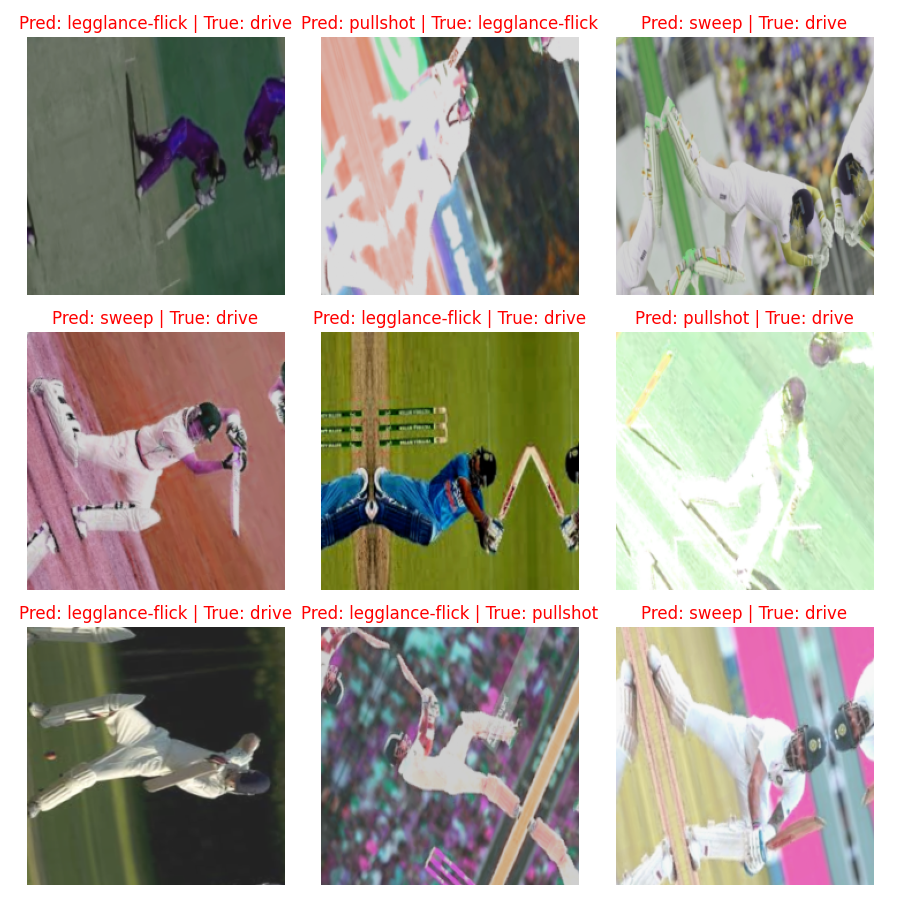 Pred: legglance-flick | True: drive
Pred: pullshot | True: legglance-flick
Pred: sweep | True: drive
Pred: sweep | True: drive
Pred: legglance-flick | True: drive
Pred: pullshot | True: drive
Pred: legglance-flick | True: drive
Pred: legglance-flick | True: pullshot
Pred: sweep | True: drive